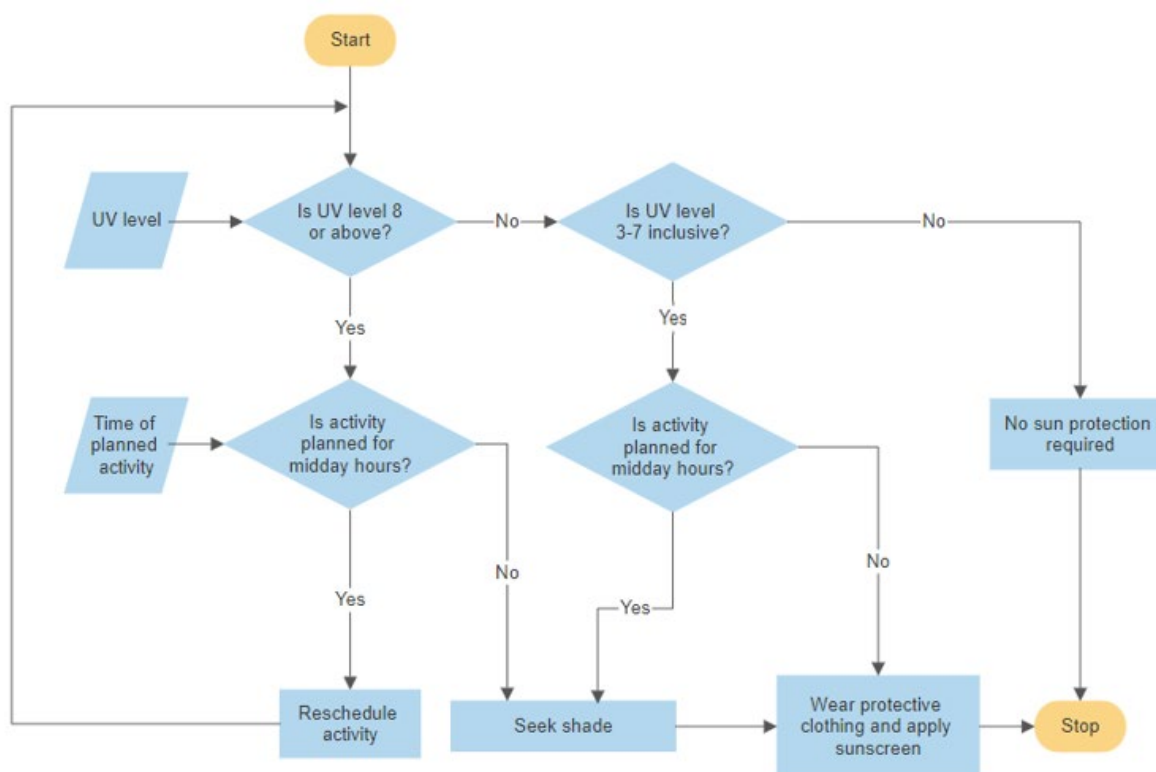 Start
UV level
Is UV level 8
or above?
No
Is UV level
3-7 inclusive?
No
Yes
Yes
Time of
planned
activity
Is activity
planned for
midday hours?
Is activity
planned for
midday hours?
No sun protection
required
No
No
Yes
Yes
Reschedule
activity
Seek shade
Wear protective
clothing and apply
sunscreen
Stop